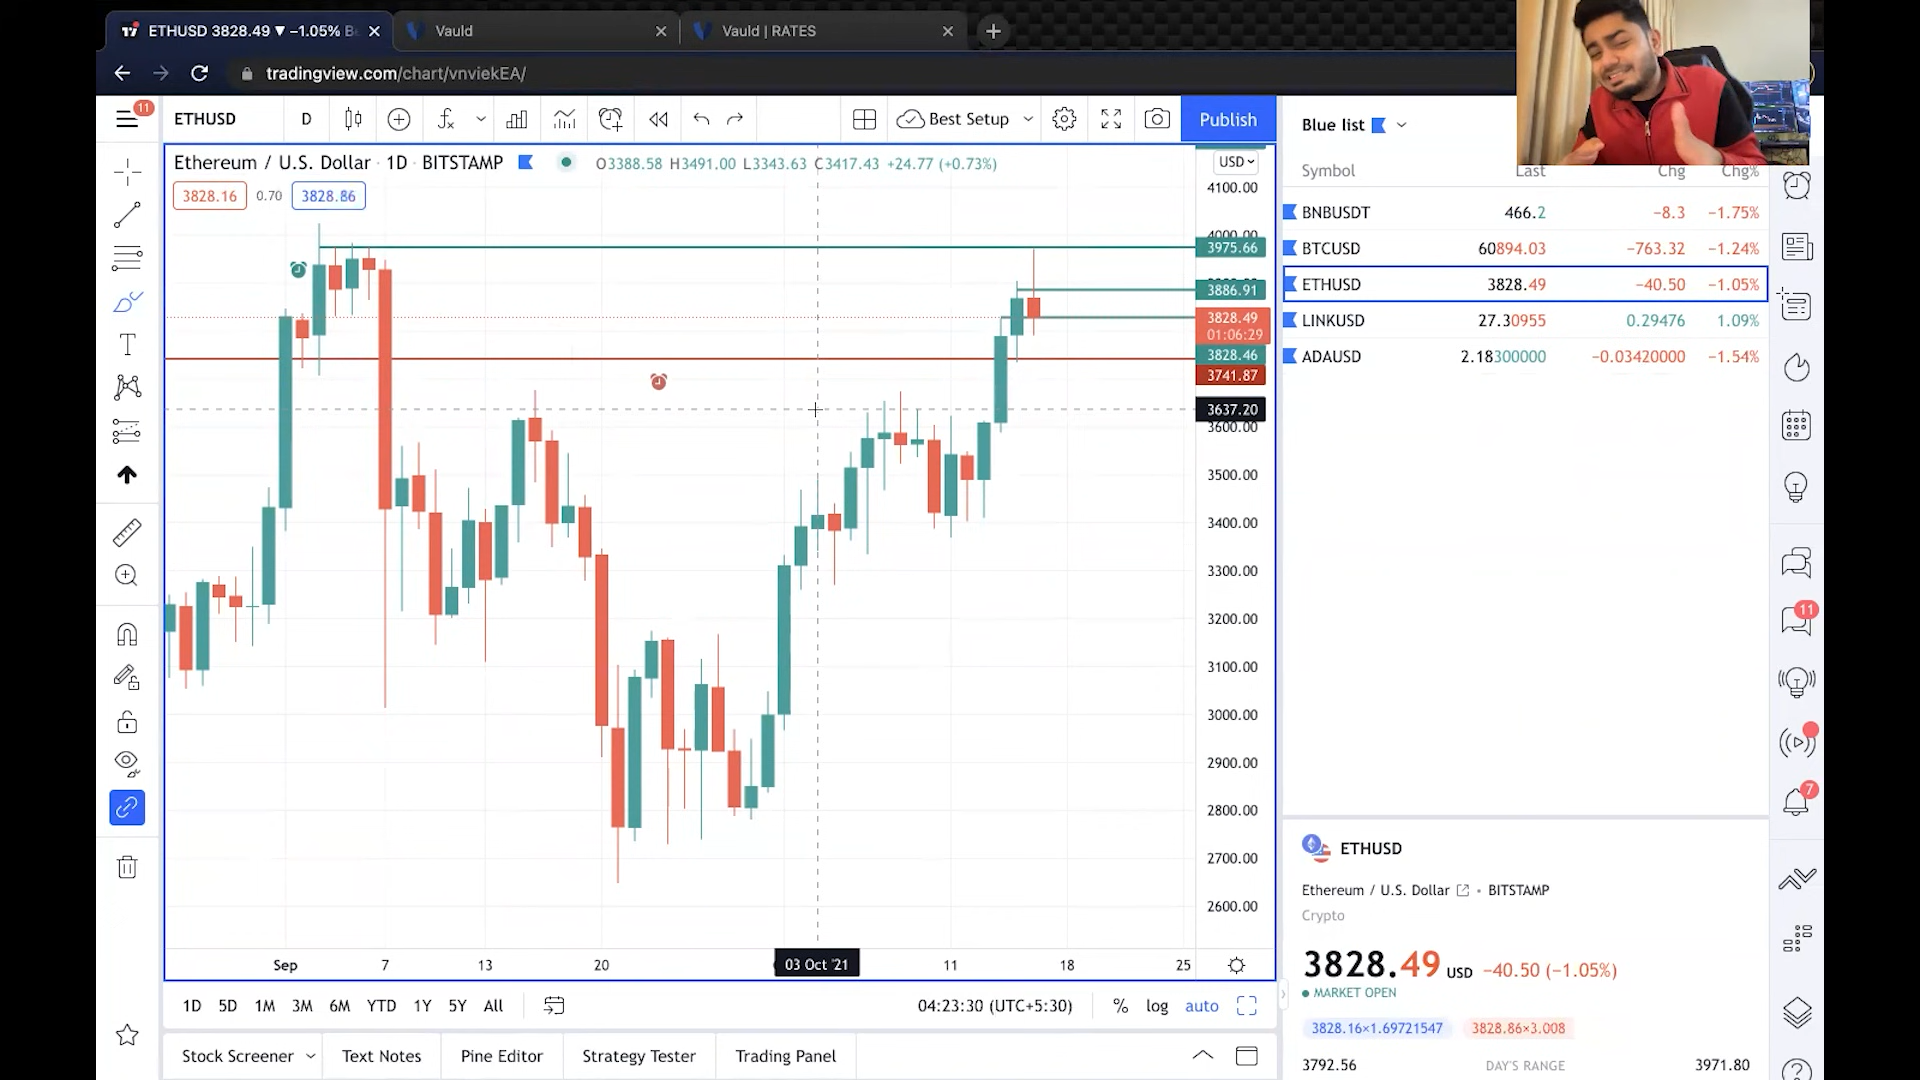 ETHUSD 3828.49 ▼ −1.05% Be
Vauld
Vauld | RATES
tradingview.com/chart/vnviekEA/
11
ETHUSD
D
Best Setup
Publish
Blue list
Ethereum / U.S. Dollar · 1D · BITSTAMP
O3388.58 H3491.00 L3343.63 C3417.43 +24.77 (+0.73%)
USD
3828.16 0.70 3828.86
Symbol Last Chg Chg%
BNBUSDT 466.2 −8.3 −1.75%
BTCUSD 60894.03 −763.32 −1.24%
ETHUSD 3828.49 −40.50 −1.05%
LINKUSD 27.30955 0.29476 1.09%
ADAUSD 2.18300000 −0.03420000 −1.54%
4100.00
4000.00
3975.66
3886.91
3828.49
01:06:29
3828.46
3741.87
3637.20
3600.00
3500.00
3400.00
3300.00
3200.00
3100.00
3000.00
2900.00
2800.00
2700.00
2600.00
11
7
Sep 7 13 20 03 Oct '21 11 18 25
1D 5D 1M 3M 6M YTD 1Y 5Y All
04:23:30 (UTC+5:30) % log auto
Stock Screener Text Notes Pine Editor Strategy Tester Trading Panel
ETHUSD
Ethereum / U.S. Dollar • BITSTAMP
Crypto
3828.49 USD −40.50 (−1.05%)
MARKET OPEN
3828.16×1.69721547 3828.86×3.008
3792.56 DAY'S RANGE 3971.80